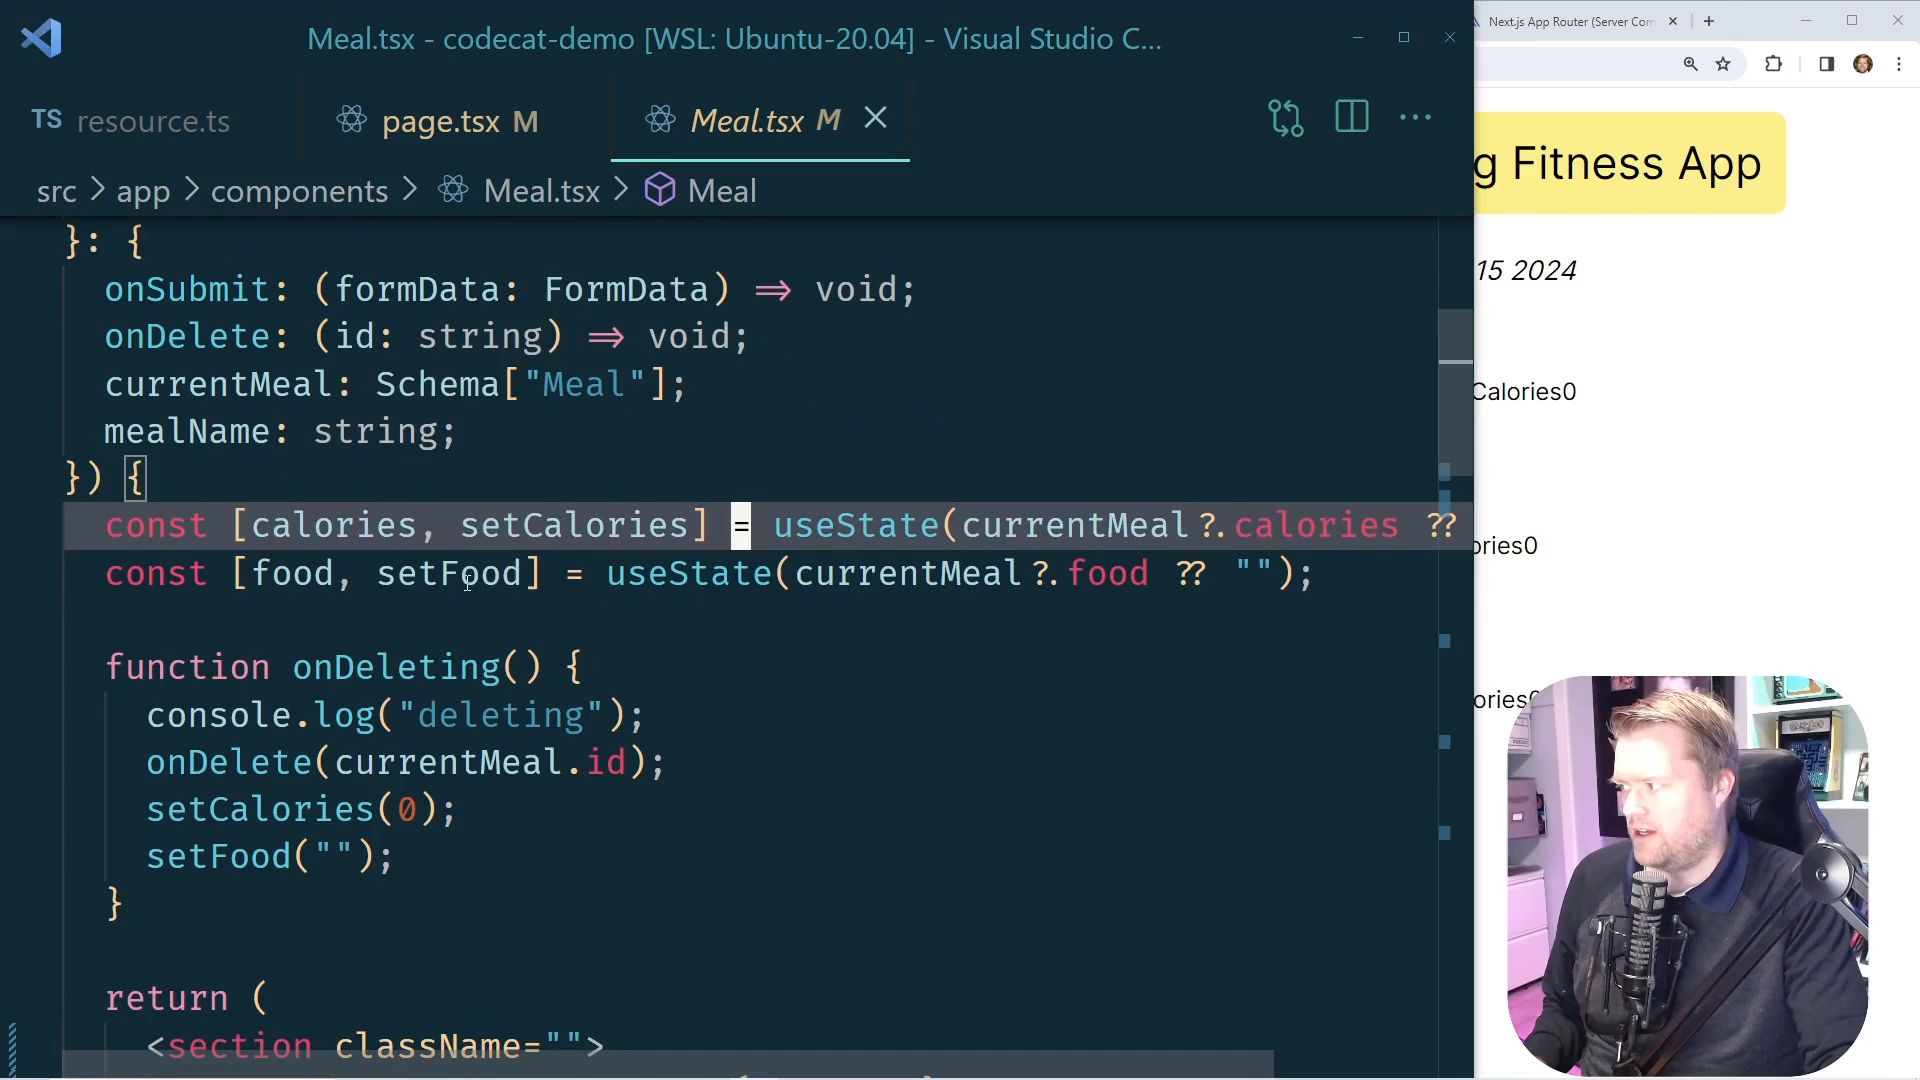 Meal.tsx - codecat-demo [WSL: Ubuntu-20.04] - Visual Studio C...
TS resource.ts
page.tsx M
Meal.tsx M
src > app > components > Meal.tsx > Meal
}: {
onSubmit: (formData: FormData) => void;
onDelete: (id: string) => void;
currentMeal: Schema["Meal"];
mealName: string;
}) {
const [calories, setCalories] = useState(currentMeal?.calories ??
const [food, setFood] = useState(currentMeal?.food ?? "");
function onDeleting() {
console.log("deleting");
onDelete(currentMeal.id);
setCalories(0);
setFood("");
}
return (
<section className="">
Next.js App Router (Server Com
g Fitness App
15 2024
Calories0
ories0
ories0